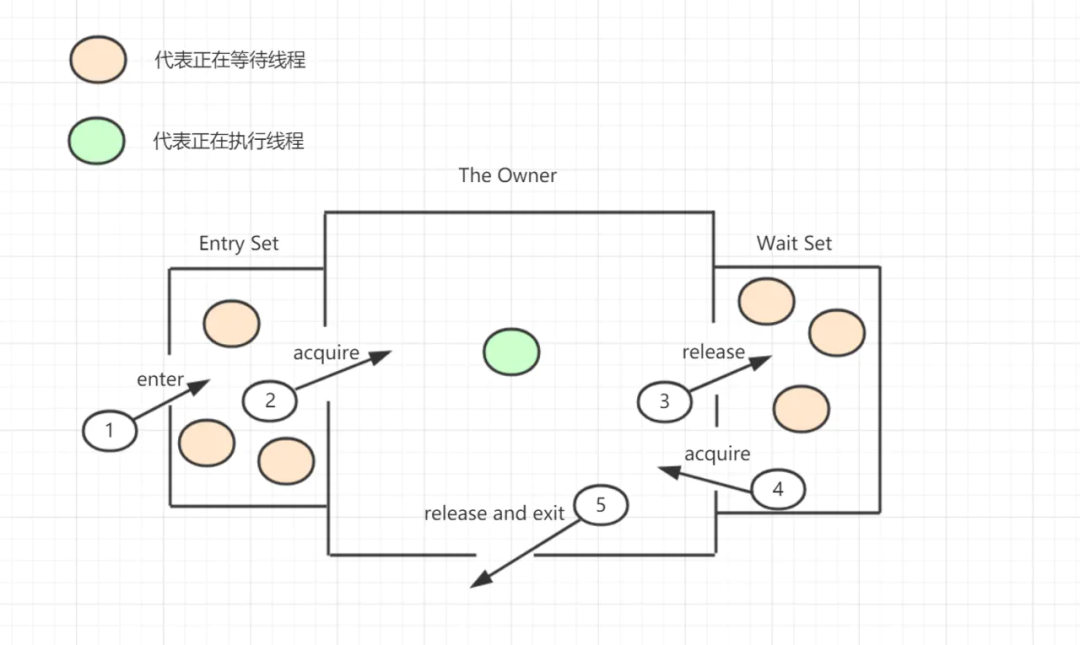 代表正在等待线程
代表正在执行线程
The Owner
Entry Set
Wait Set
acquire
release
enter
2
3
1
acquire
4
5
release and exit